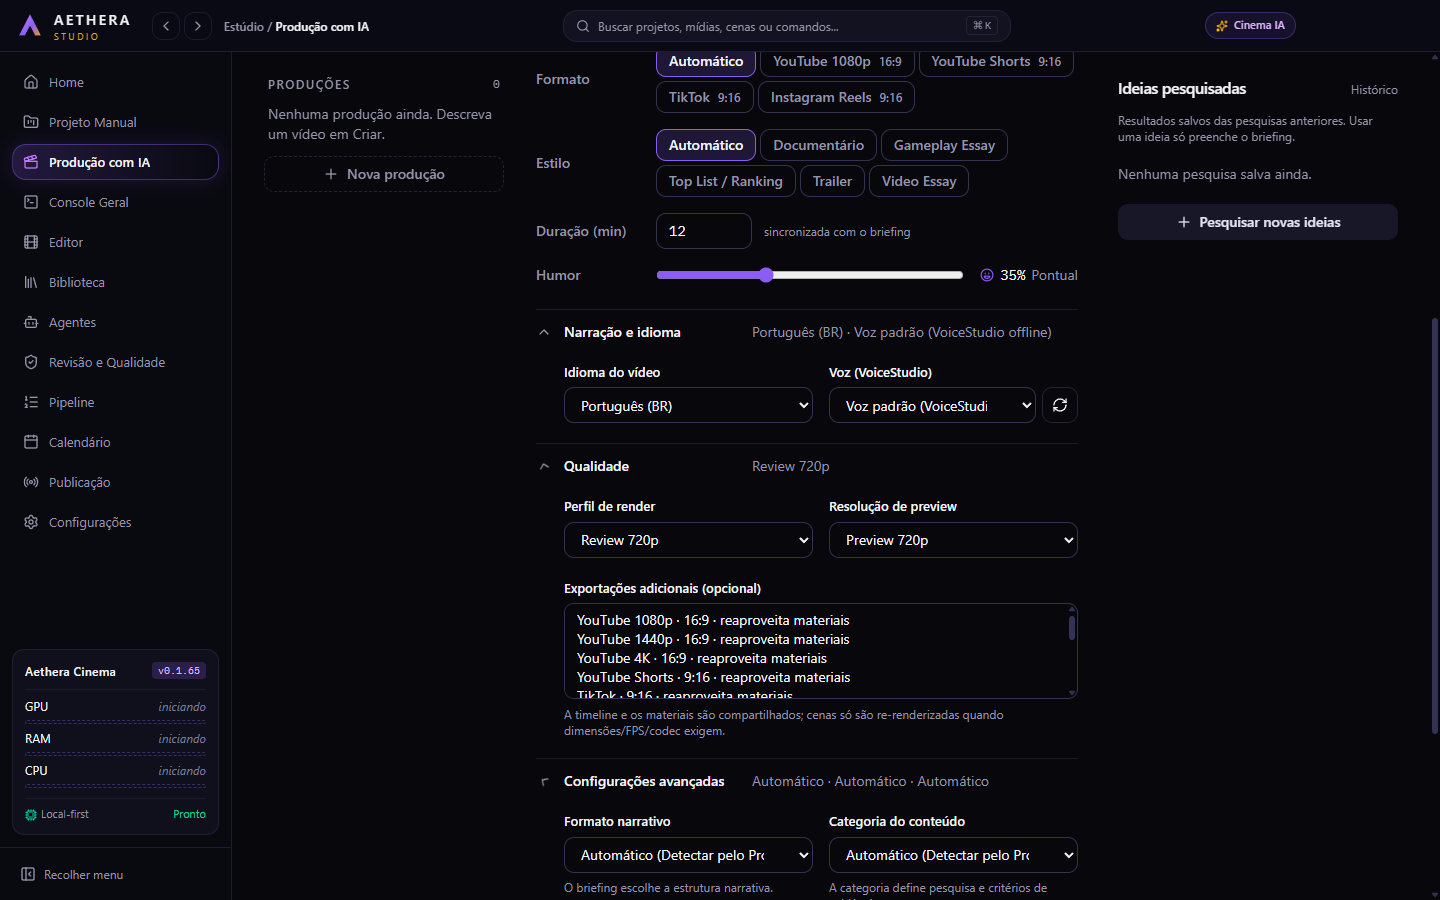 AETHERA
STUDIO
Estúdio / Produção com IA
Buscar projetos, mídias, cenas ou comandos...
⌘ K
Cinema IA
Home
Projeto Manual
Produção com IA
Console Geral
Editor
Biblioteca
Agentes
Revisão e Qualidade
Pipeline
Calendário
Publicação
Configurações
Aethera Cinema v0.1.65
GPU iniciando
RAM iniciando
CPU iniciando
Local-first Pronto
Recolher menu
PRODUÇÕES 0
Nenhuma produção ainda. Descreva
um vídeo em Criar.
Nova produção
Formato
Automático
YouTube 1080p 16:9
YouTube Shorts 9:16
TikTok 9:16
Instagram Reels 9:16
Estilo
Automático
Documentário
Gameplay Essay
Top List / Ranking
Trailer
Video Essay
Duração (min)
12
sincronizada com o briefing
Humor
35% Pontual
Narração e idioma
Português (BR) · Voz padrão (VoiceStudio offline)
Idioma do vídeo
Português (BR)
Voz (VoiceStudio)
Voz padrão (VoiceStudi
Qualidade
Review 720p
Perfil de render
Review 720p
Resolução de preview
Preview 720p
Exportações adicionais (opcional)
YouTube 1080p · 16:9 · reaproveita materiais
YouTube 1440p · 16:9 · reaproveita materiais
YouTube 4K · 16:9 · reaproveita materiais
YouTube Shorts · 9:16 · reaproveita materiais
TikTok · 9:16 · reaproveita materiais
A timeline e os materiais são compartilhados; cenas só são re-renderizadas quando
dimensões/FPS/codec exigem.
Configurações avançadas
Automático · Automático · Automático
Formato narrativo
Automático (Detectar pelo Pro
O briefing escolhe a estrutura narrativa.
Categoria do conteúdo
Automático (Detectar pelo Pro
A categoria define pesquisa e critérios de
Ideias pesquisadas
Histórico
Resultados salvos das pesquisas anteriores. Usar
uma ideia só preenche o briefing.
Nenhuma pesquisa salva ainda.
Pesquisar novas ideias